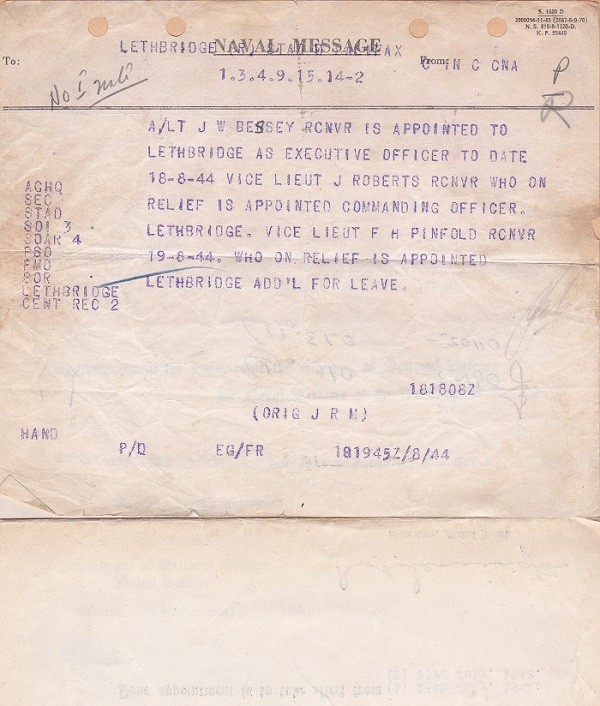 S. 1320 D
NAVAL MESSAGE
LETHBRIDGE HALIFAX
To:
From:
C IN C CNA
P
1.3.4.9.15.14-2
No I
A/LT J W BESSEY RCNVR IS APPOINTED TO
LETHBRIDGE AS EXECUTIVE OFFICER TO DATE
18-8-44 VICE LIEUT J ROBERTS RCNVR WHO ON
RELIEF IS APPOINTED COMMANDING OFFICER.
LETHBRIDGE. VICE LIEUT F H PINFOLD RCNVR
19-8-44. WHO ON RELIEF IS APPOINTED
LETHBRIDGE ADD'L FOR LEAVE.
ACHQ
SEC
STAD
SOI 3
SOAR 4
PSO
FMO
SOR
LETHBRIDGE
CENT REC 2
181808Z
(ORIG J R M)
HAND
P/D EG/FR 181945Z/8/44